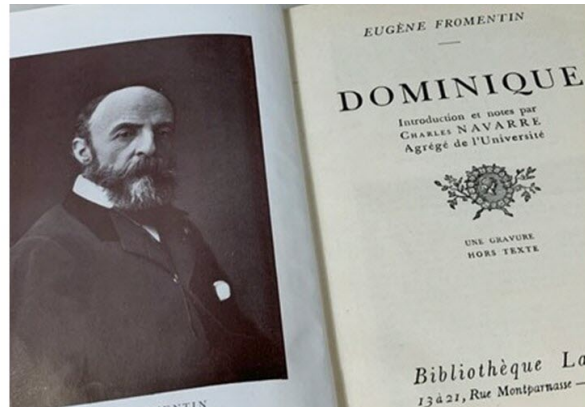 EUGÈNE FROMENTIN
DOMINIQUE
Introduction et notes par
CHARLES NAVARRE
Agrégé de l'Université
UNE GRAVURE
HORS TEXTE
Bibliothèque
13 à 21, Rue Montparnasse —